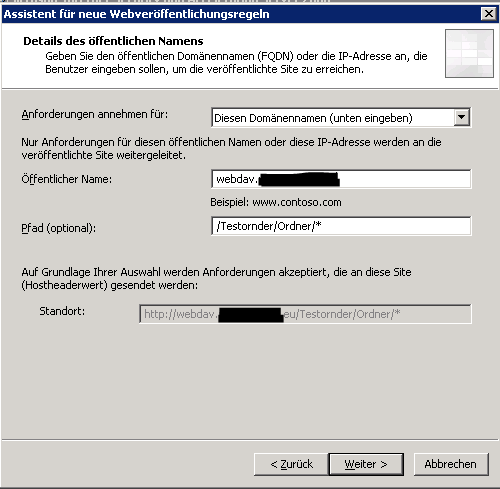 Assistent für neue Webveröffentlichungsregeln
Details des öffentlichen Namens
Geben Sie den öffentlichen Domänennamen (FQDN) oder die IP-Adresse an, die
Benutzer eingeben sollen, um die veröffentlichte Site zu erreichen.
Anforderungen annehmen für: Diesen Domänennamen (unten eingeben)
Nur Anforderungen für diesen öffentlichen Namen oder diese IP-Adresse werden an die
veröffentlichte Site weitergeleitet.
Öffentlicher Name: webdav.
Beispiel: www.contoso.com
Pfad (optional): /Testornder/Ordner/*
Auf Grundlage Ihrer Auswahl werden Anforderungen akzeptiert, die an diese Site
(Hostheaderwert) gesendet werden:
Standort: http://webdav. eu/Testornder/Ordner/*
< Zurück Weiter > Abbrechen